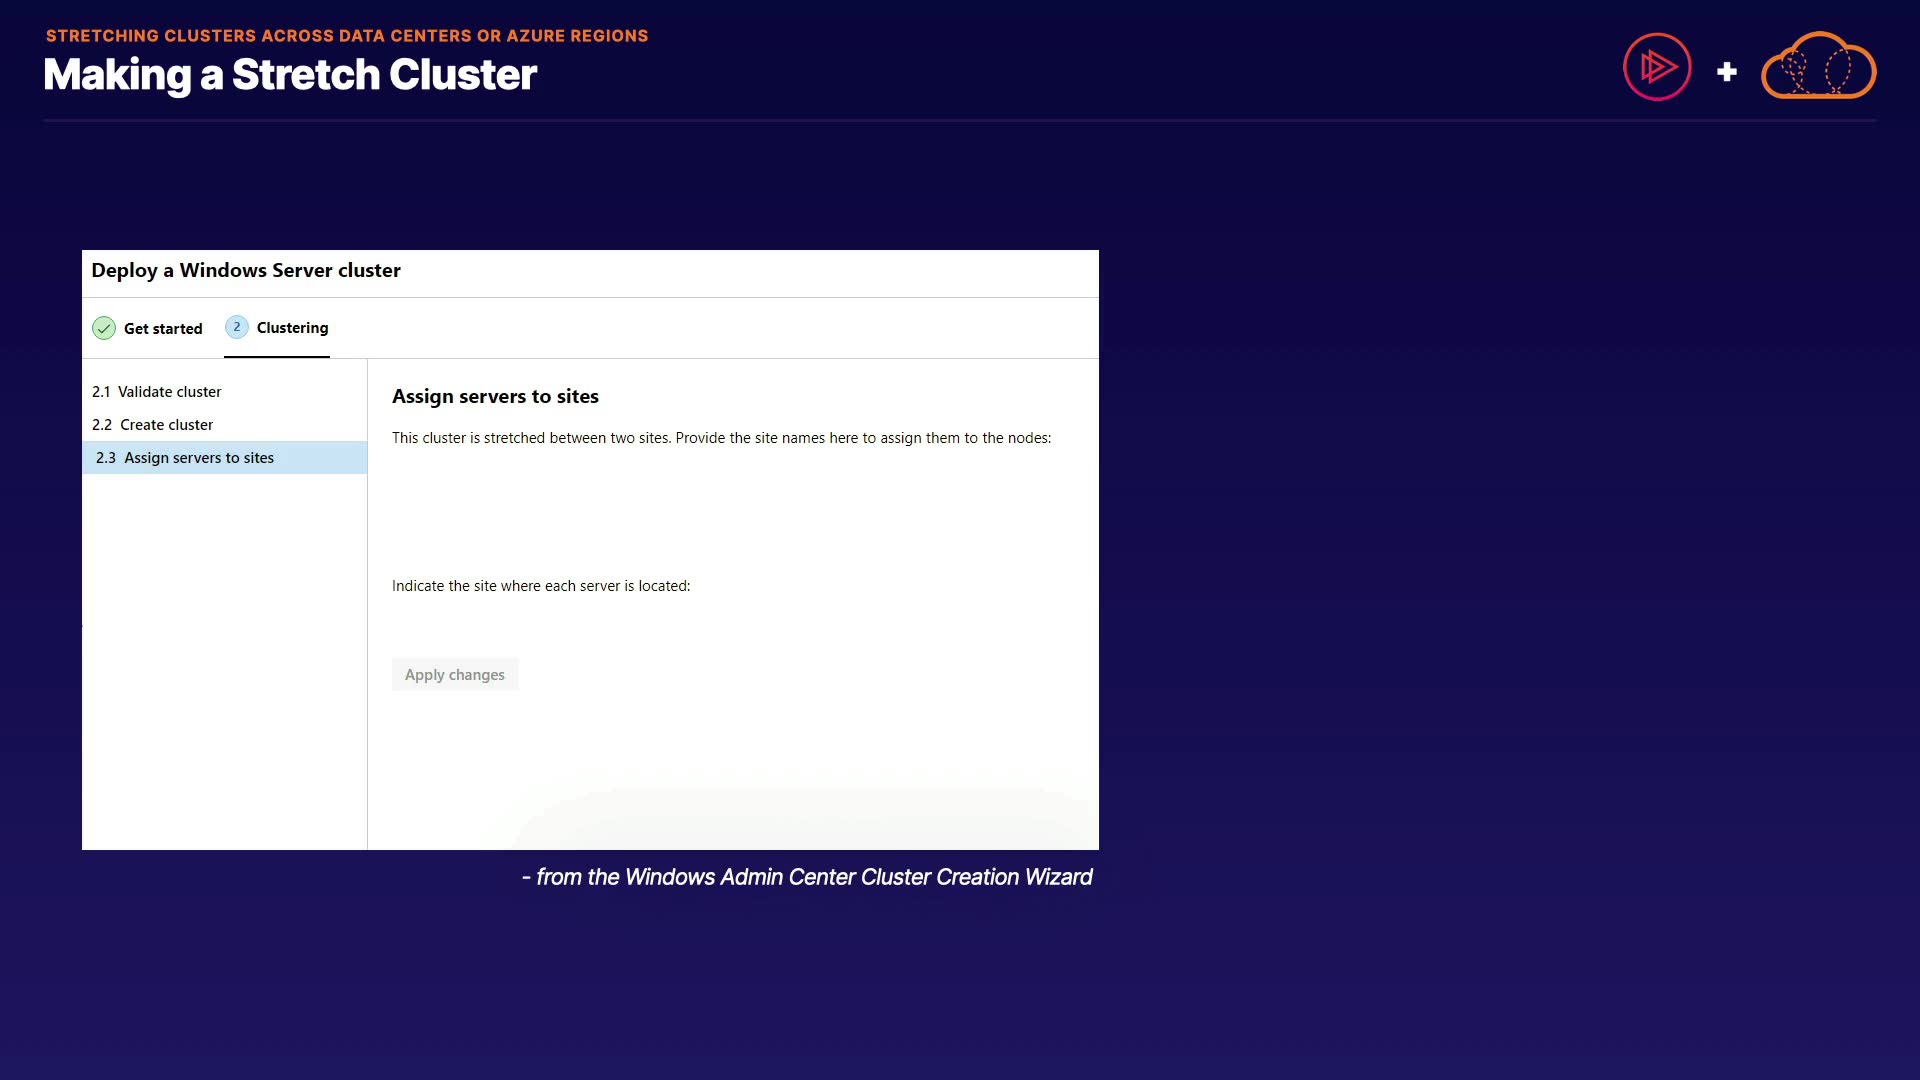 STRETCHING CLUSTERS ACROSS DATA CENTERS OR AZURE REGIONS
Making a Stretch Cluster
Deploy a Windows Server cluster
Get started
2 Clustering
2.1 Validate cluster
2.2 Create cluster
2.3 Assign servers to sites
Assign servers to sites
This cluster is stretched between two sites. Provide the site names here to assign them to the nodes:
Indicate the site where each server is located:
Apply changes
- from the Windows Admin Center Cluster Creation Wizard